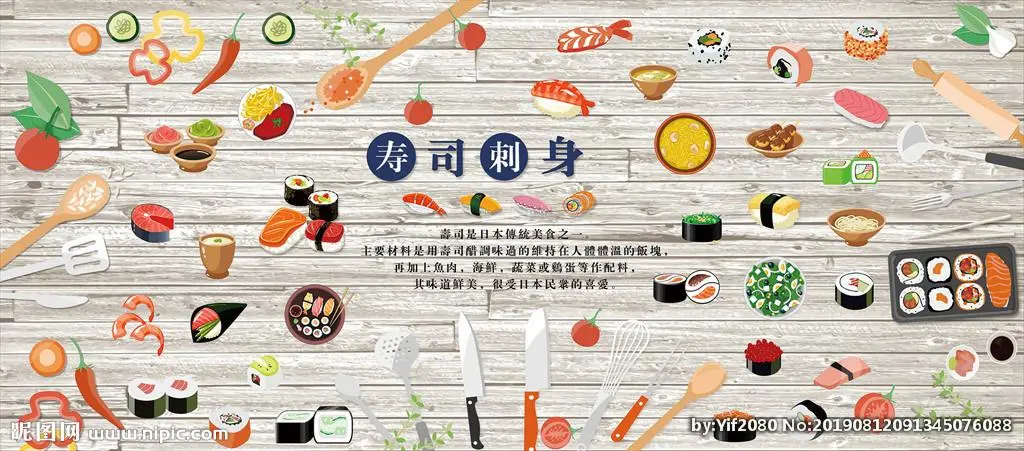 寿司刺身
壽司是日本傳統美食之一,
主要材料是用壽司醋調味過的維持在人體體溫的飯塊,
再加上魚肉,海鮮,蔬菜或鷄蛋等作配料,
其味道鮮美,很受日本民衆的喜愛。
昵图网 www.nipic.com
by:Yif2080 No:20190812091345076088